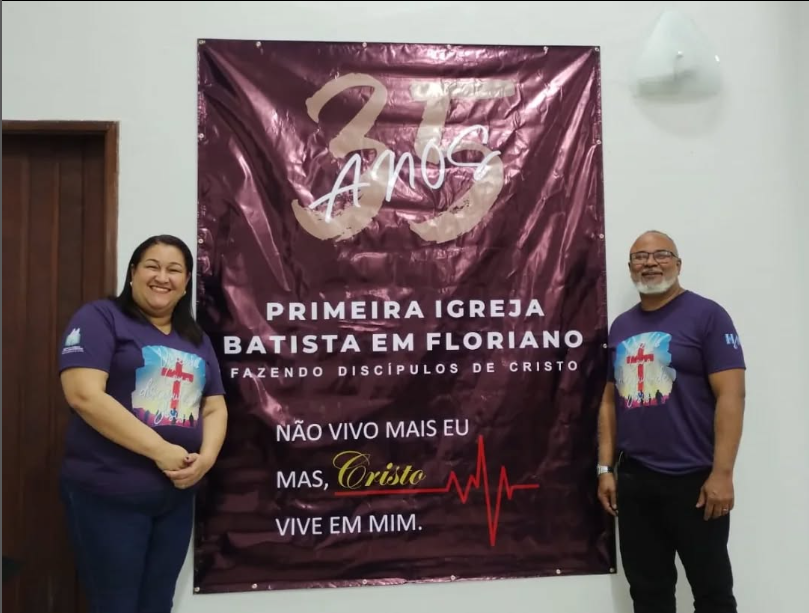 35
ANOS
PRIMEIRA IGREJA
BATISTA EM FLORIANO
FAZENDO DISCÍPULOS DE CRISTO
NÃO VIVO MAIS EU
MAS, Cristo
VIVE EM MIM.